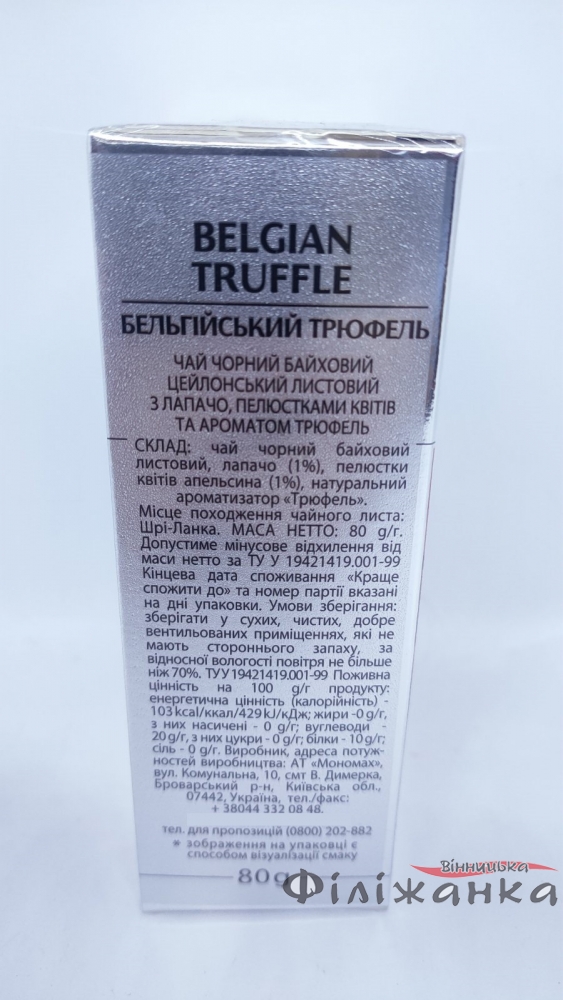 BELGIAN
TRUFFLE
БЕЛЬГІЙСЬКИЙ ТРЮФЕЛЬ
ЧАЙ ЧОРНИЙ БАЙХОВИЙ
ЦЕЙЛОНСЬКИЙ ЛИСТОВИЙ
З ЛАПАЧО, ПЕЛЮСТКАМИ КВІТІВ
ТА АРОМАТОМ ТРЮФЕЛЬ
СКЛАД: чай чорний байховий
листовий, лапачо (1%), пелюстки
квітів апельсина (1%), натуральний
ароматизатор «Трюфель».
Місце походження чайного листа:
Шрі-Ланка. МАСА НЕТТО: 80 g/г.
Допустиме мінусове відхилення від
маси нетто за ТУ У 19421419.001-99
Кінцева дата споживання «Краще
спожити до» та номер партії вказані
на дні упаковки. Умови зберігання:
зберігати у сухих, чистих, добре
вентильованих приміщеннях, які не
мають стороннього запаху, за
відносної вологості повітря не більше
ніж 70%. ТУ У 19421419.001-99 Поживна
цінність на 100 g/г продукту:
енергетична цінність (калорійність) -
103 kcal/ккал/429 kJ/кДж; жири -0 g/г,
з них насичені - 0 g/г; вуглеводи -
20 g/г, з них цукри - 0 g/г; білки - 10 g/г;
сіль - 0 g/г. Виробник, адреса потуж-
ностей виробництва: АТ «Мономах»,
вул. Комунальна, 10, смт В. Димерка,
Броварський р-н, Київська обл.,
07442, Україна, тел./факс:
+ 38044 332 08 48.
тел. для пропозицій (0800) 202-882
* зображення на упаковці є
способом візуалізації смаку
80g
Вінницька
Філіжанка